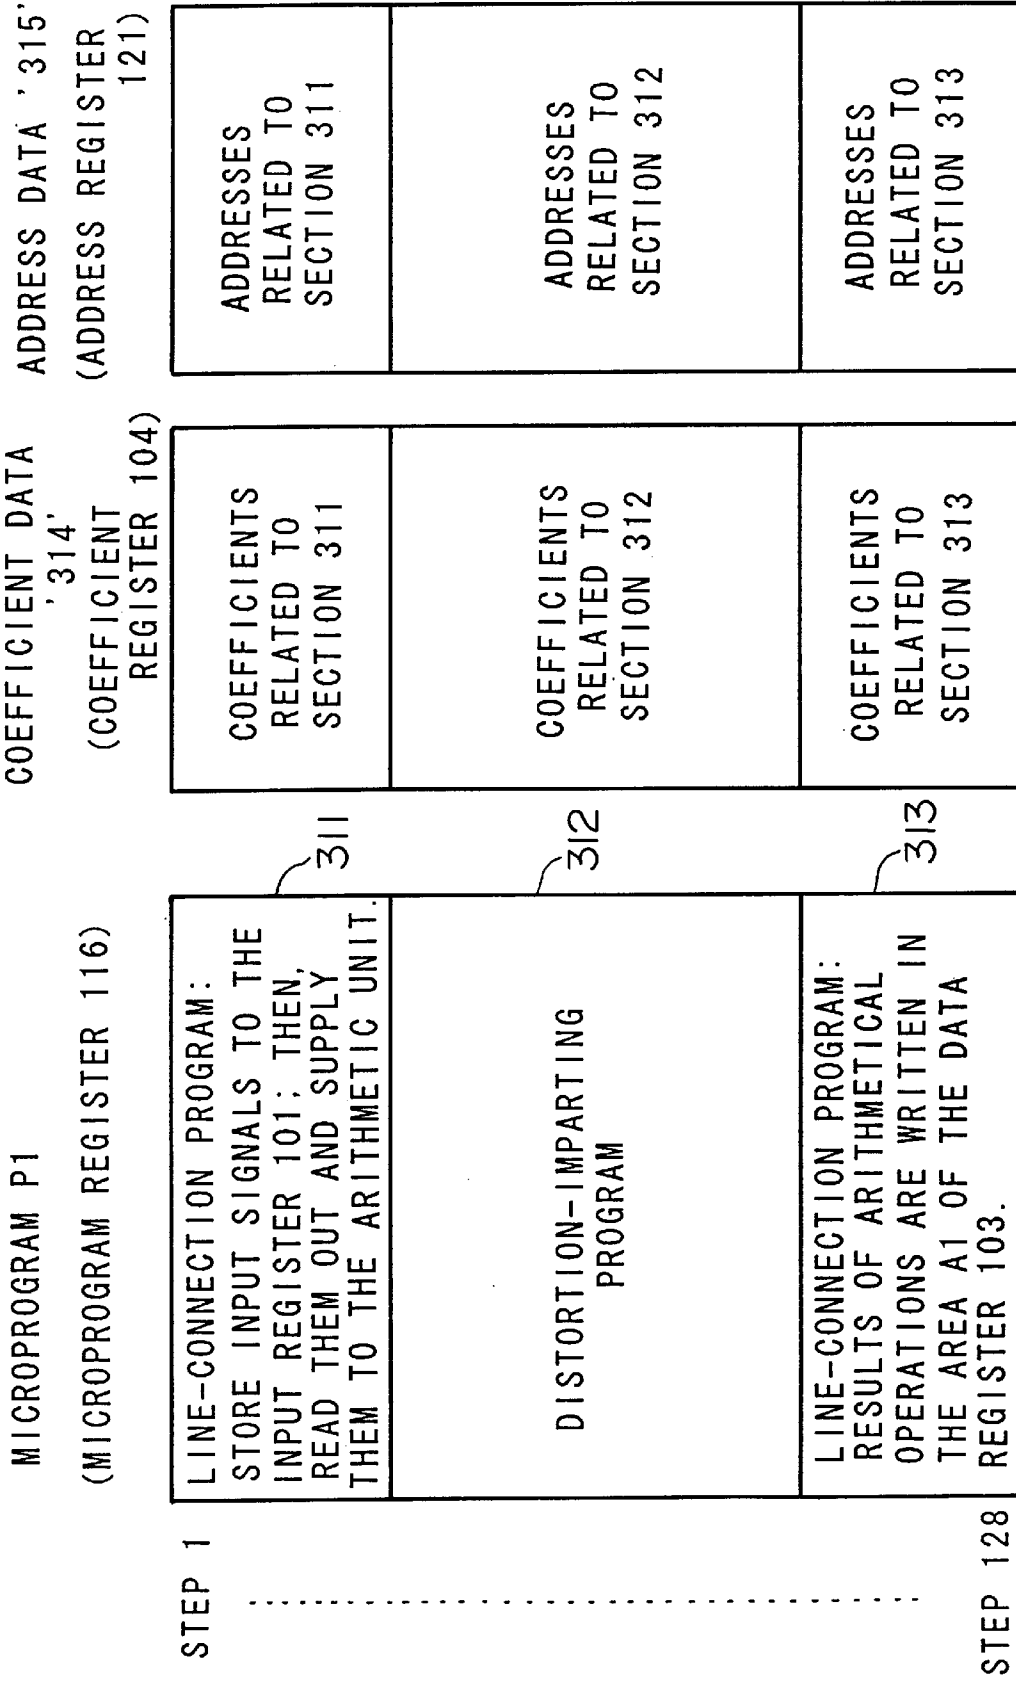 MICROPROGRAM P1
(MICROPROGRAM REGISTER 116)
COEFFICIENT DATA
'314'
(COEFFICIENT
REGISTER 104)
ADDRESS DATA '315'
(ADDRESS REGISTER
121)
STEP 1
LINE-CONNECTION PROGRAM:
STORE INPUT SIGNALS TO THE
INPUT REGISTER 101; THEN,
READ THEM OUT AND SUPPLY
THEM TO THE ARITHMETIC UNIT.
311
COEFFICIENTS
RELATED TO
SECTION 311
ADDRESSES
RELATED TO
SECTION 311
DISTORTION-IMPARTING
PROGRAM
312
COEFFICIENTS
RELATED TO
SECTION 312
ADDRESSES
RELATED TO
SECTION 312
STEP 128
LINE-CONNECTION PROGRAM:
RESULTS OF ARITHMETICAL
OPERATIONS ARE WRITTEN IN
THE AREA A1 OF THE DATA
REGISTER 103.
313
COEFFICIENTS
RELATED TO
SECTION 313
ADDRESSES
RELATED TO
SECTION 313